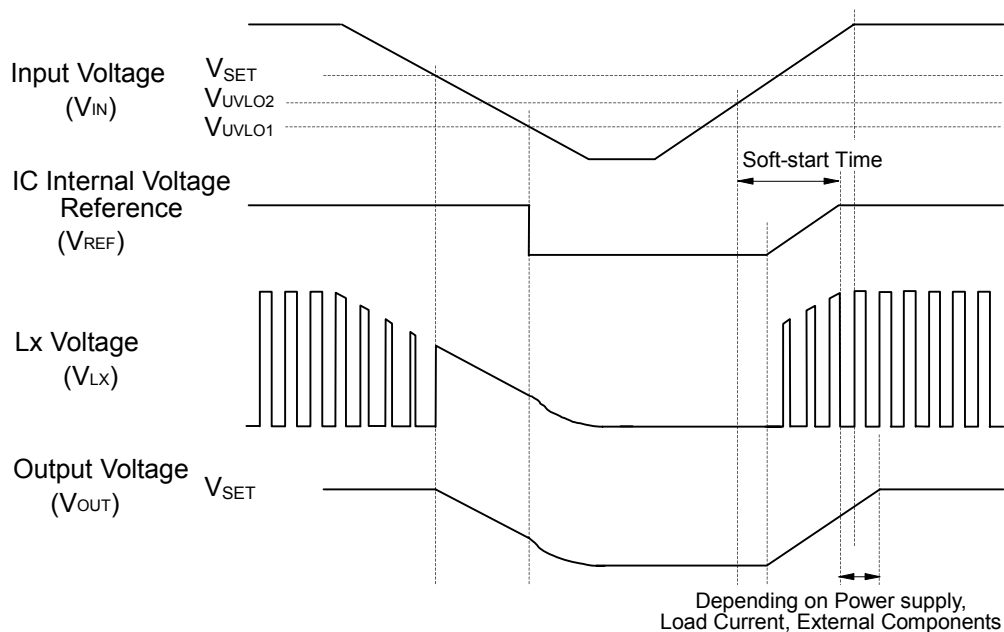 Input Voltage
(VIN)
VSET
VUVLO2
VUVLO1
Soft-start Time
IC Internal Voltage
Reference
(VREF)
Lx Voltage
(VLX)
Output Voltage
(VOUT)
VSET
Depending on Power supply,
Load Current, External Components